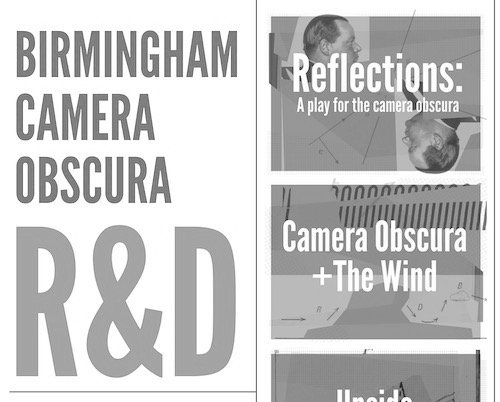 BIRMINGHAM
CAMERA
OBSCURA
R&D
Reflections:
A play for the camera obscura
Camera Obscura
+The Wind